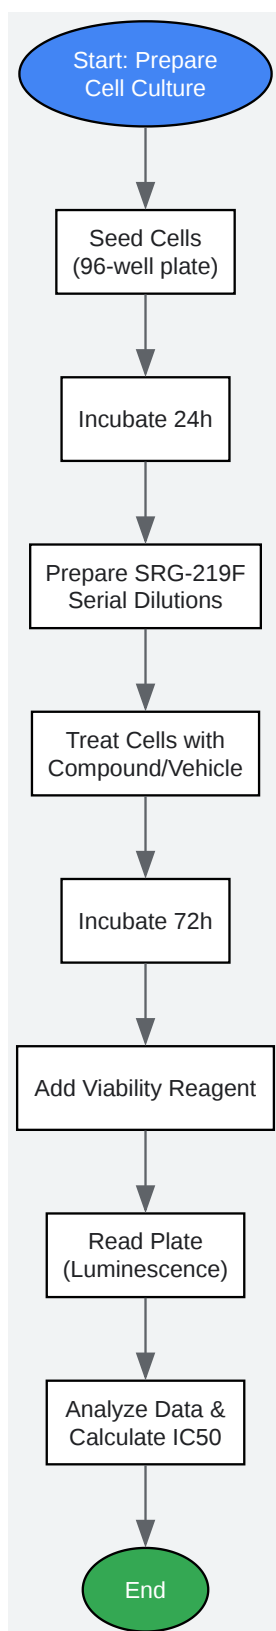 Start: Prepare
Cell Culture
Seed Cells
(96-well plate)
Incubate 24h
Prepare SRG-219F
Serial Dilutions
Treat Cells with
Compound/Vehicle
Incubate 72h
Add Viability Reagent
Read Plate
(Luminescence)
Analyze Data &
Calculate IC50
End